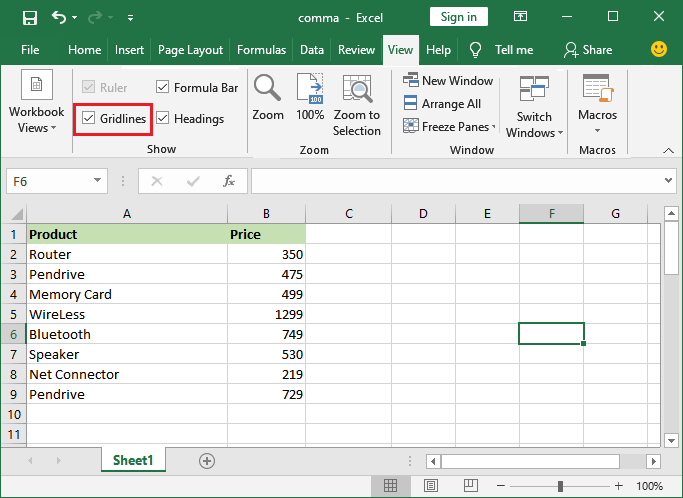 comma - Excel
Sign in
File Home Insert Page Layout Formulas Data Review View Help Tell me Share
Workbook Views
Ruler
Formula Bar
Gridlines
Headings
Show
Zoom
100
100%
Zoom to Selection
Zoom
New Window
Arrange All
Freeze Panes
Switch Windows
Window
Macros
Macros
F6
fx
A B C D E F G
1 Product Price
2 Router 350
3 Pendrive 475
4 Memory Card 499
5 WireLess 1299
6 Bluetooth 749
7 Speaker 530
8 Net Connector 219
9 Pendrive 729
10
11
Sheet1
100%